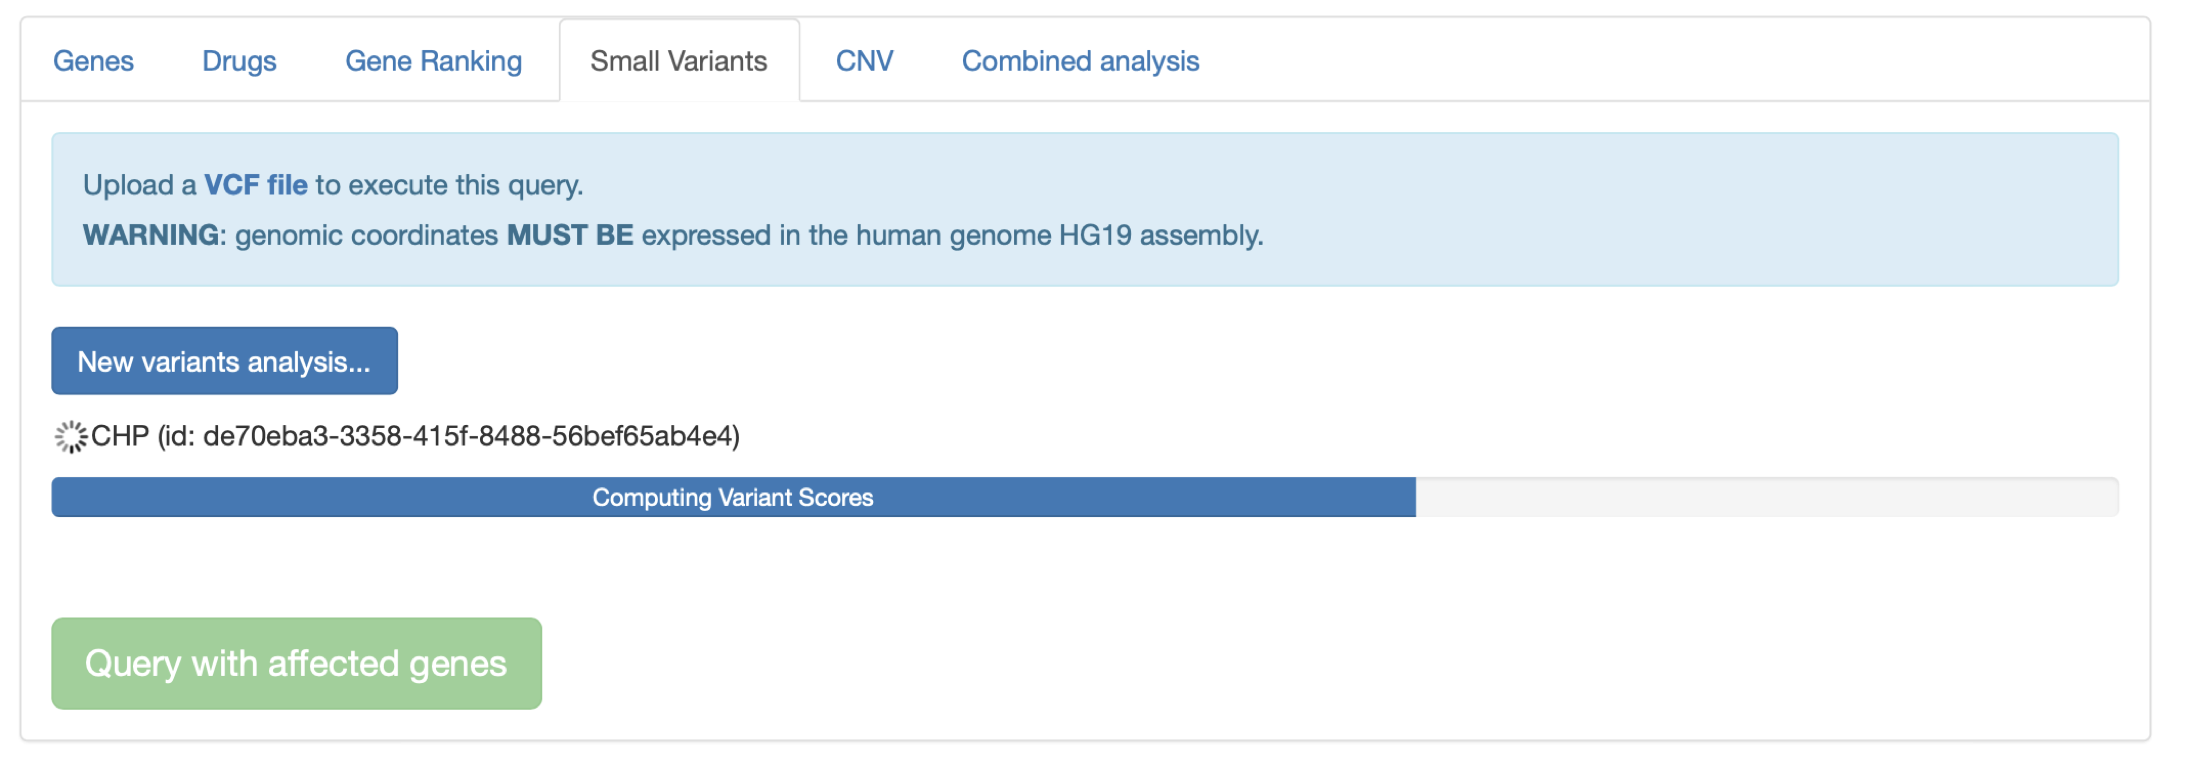 Genes Drugs Gene Ranking Small Variants CNV Combined analysis
Upload a VCF file to execute this query.
WARNING: genomic coordinates MUST BE expressed in the human genome HG19 assembly.
New variants analysis...
CHP (id: de70eba3-3358-415f-8488-56bef65ab4e4)
Computing Variant Scores
Query with affected genes